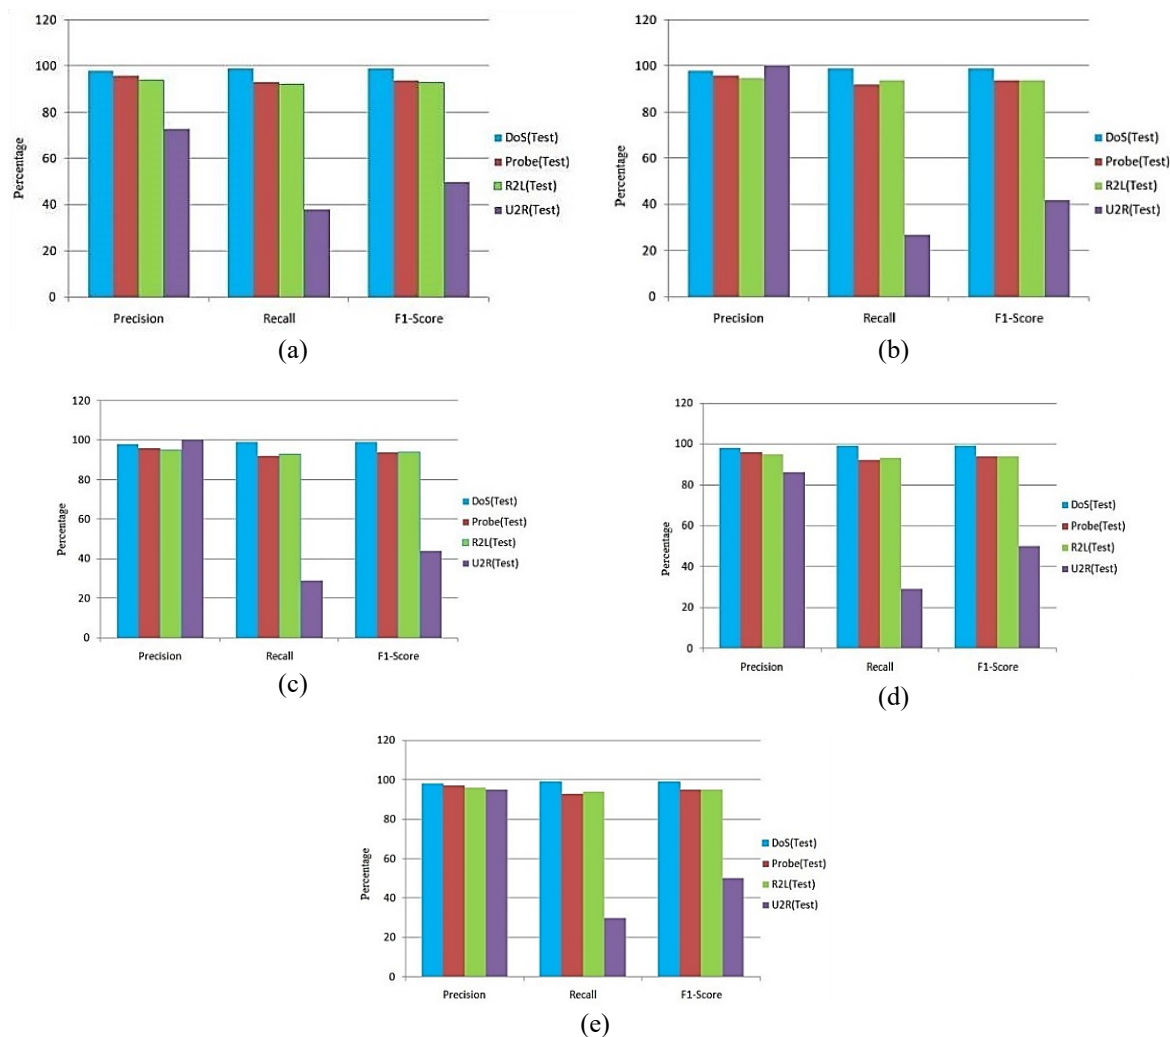 120
100
80
60
40
20
0
Percentage
Precision
Recall
F1-Score
DoS(Test)
Probe(Test)
R2L(Test)
U2R(Test)
(a)
120
100
80
60
40
20
0
Percentage
Precision
Recall
F1-Score
DoS(Test)
Probe(Test)
R2L(Test)
U2R(Test)
(b)
120
100
80
60
40
20
0
Percentage
Precision
Recall
F1-Score
DoS(Test)
Probe(Test)
R2L(Test)
U2R(Test)
(c)
120
100
80
60
40
20
0
Percentage
Precision
Recall
F1-Score
DoS(Test)
Probe(Test)
R2L(Test)
U2R(Test)
(d)
120
100
80
60
40
20
0
Percentage
Precision
Recall
F1-Score
DoS(Test)
Probe(Test)
R2L(Test)
U2R(Test)
(e)